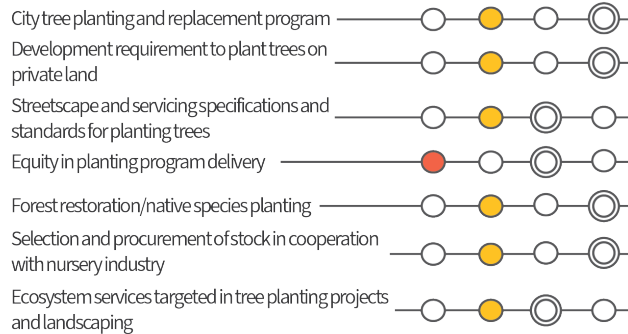 City tree planting and replacement program
Development requirement to plant trees on
private land
Streetscape and servicing specifications and
standards for planting trees
Equity in planting program delivery
Forest restoration/native species planting
Selection and procurement of stock in cooperation
with nursery industry
Ecosystem services targeted in tree planting projects
and landscaping